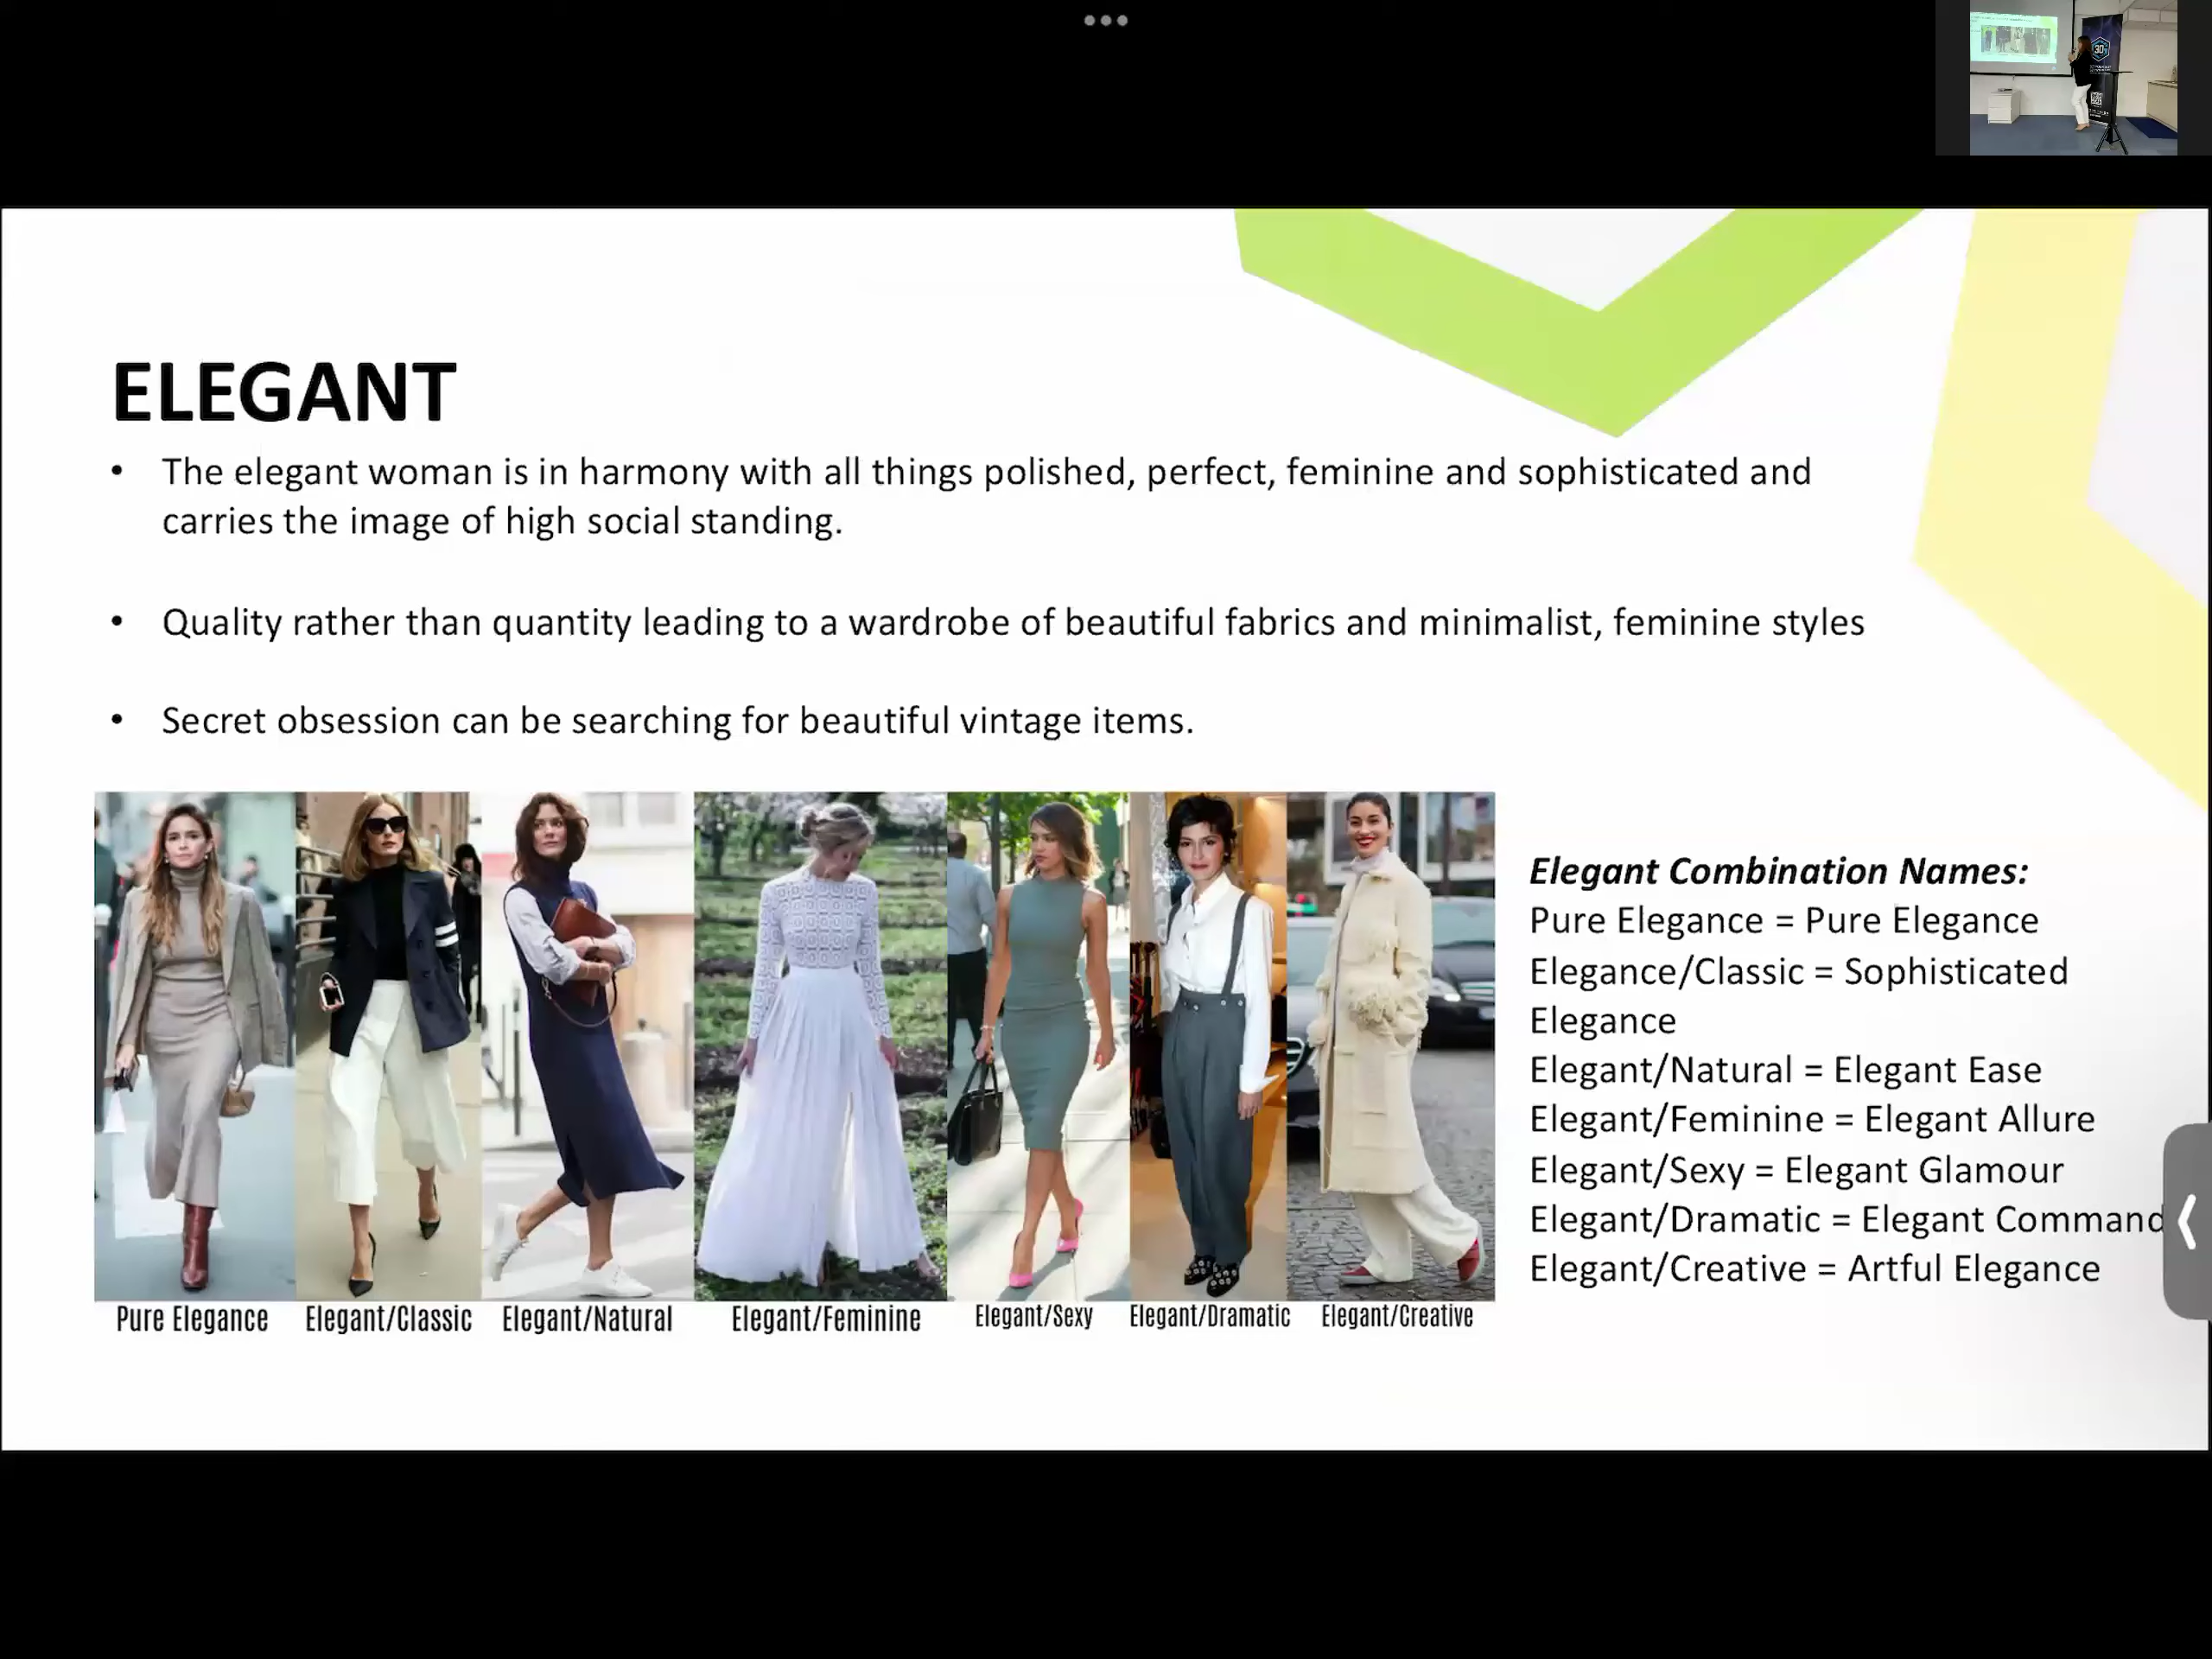 ELEGANT
• The elegant woman is in harmony with all things polished, perfect, feminine and sophisticated and
carries the image of high social standing.
• Quality rather than quantity leading to a wardrobe of beautiful fabrics and minimalist, feminine styles
• Secret obsession can be searching for beautiful vintage items.
Pure Elegance
Elegant/Classic
Elegant/Natural
Elegant/Feminine
Elegant/Sexy
Elegant/Dramatic
Elegant/Creative
Elegant Combination Names:
Pure Elegance = Pure Elegance
Elegance/Classic = Sophisticated
Elegance
Elegant/Natural = Elegant Ease
Elegant/Feminine = Elegant Allure
Elegant/Sexy = Elegant Glamour
Elegant/Dramatic = Elegant Command
Elegant/Creative = Artful Elegance